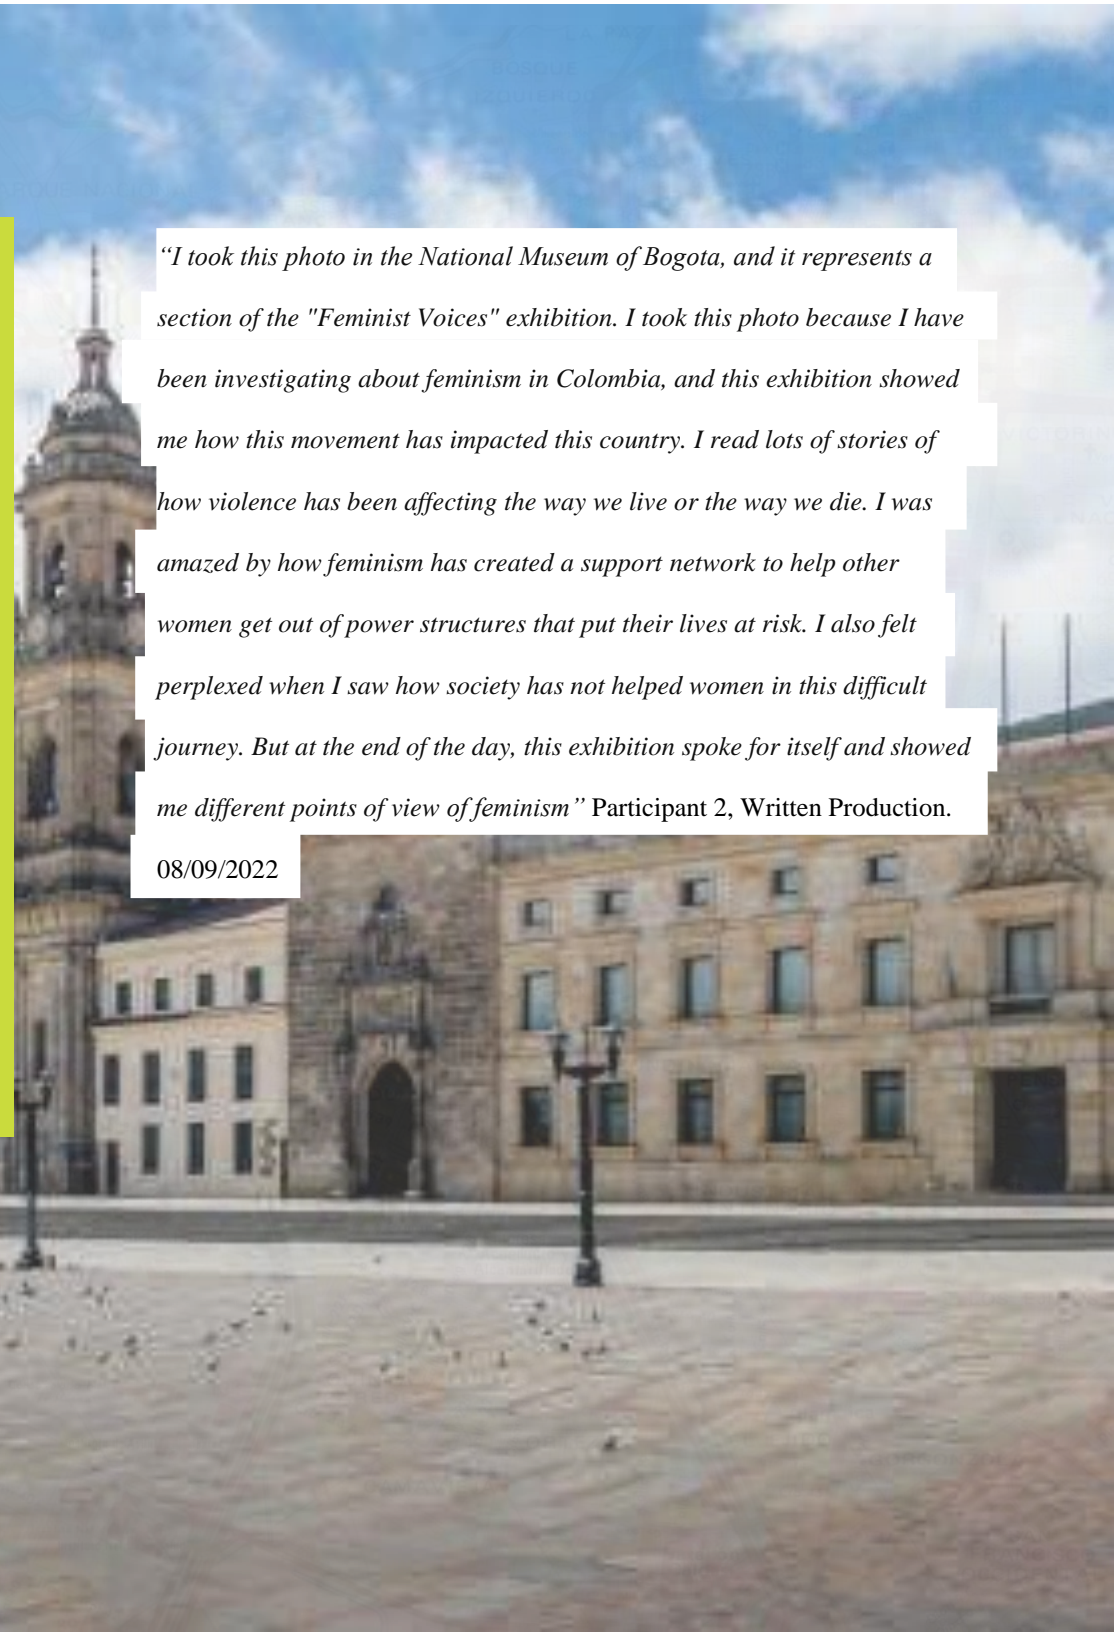 BOSQUE
IZQUIERDO
“I took this photo in the National Museum of Bogota, and it represents a
section of the "Feminist Voices" exhibition. I took this photo because I have
been investigating about feminism in Colombia, and this exhibition showed
me how this movement has impacted this country. I read lots of stories of
how violence has been affecting the way we live or the way we die. I was
amazed by how feminism has created a support network to help other
women get out of power structures that put their lives at risk. I also felt
perplexed when I saw how society has not helped women in this difficult
journey. But at the end of the day, this exhibition spoke for itself and showed
me different points of view of feminism” Participant 2, Written Production.
08/09/2022